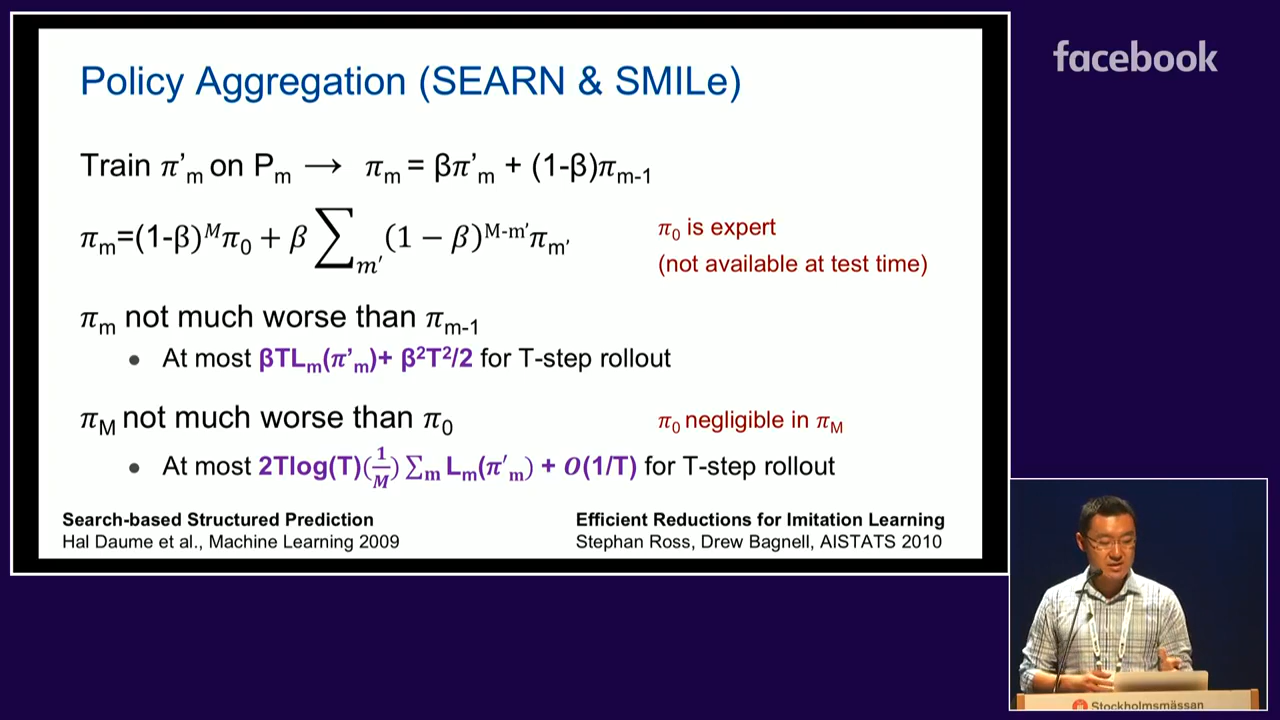 Policy Aggregation (SEARN & SMILe)
facebook
Train π'm on Pm → πm = βπ'm + (1-β)πm-1
πm=(1-β)^M π0 + β ∑m' (1 − β)^M-m' πm'
π0 is expert
(not available at test time)
πm not much worse than πm-1
• At most βTLm(π'm)+ β²T²/2 for T-step rollout
πM not much worse than π0
π0 negligible in πM
• At most 2Tlog(T)(1/M) ∑m Lm(π'm) + O(1/T) for T-step rollout
Search-based Structured Prediction
Hal Daume et al., Machine Learning 2009
Efficient Reductions for Imitation Learning
Stephan Ross, Drew Bagnell, AISTATS 2010
Stockholmsmässan